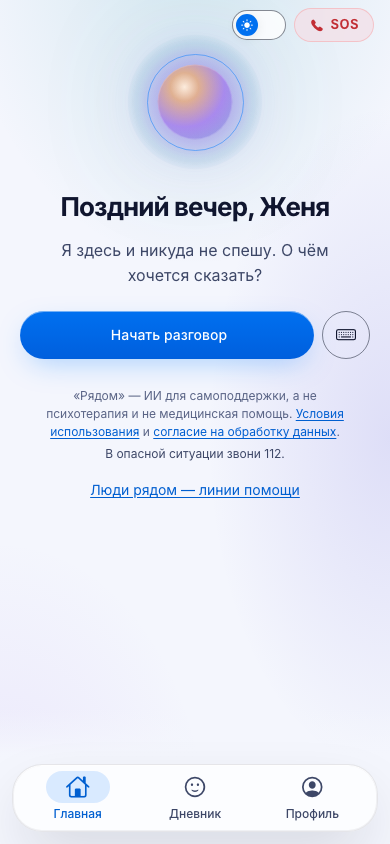 SOS
Поздний вечер, Женя
Я здесь и никуда не спешу. О чём
хочется сказать?
Начать разговор
«Рядом» — ИИ для самоподдержки, а не
психотерапия и не медицинская помощь. Условия
использования и согласие на обработку данных.
В опасной ситуации звони 112.
Люди рядом — линии помощи
Главная
Дневник
Профиль